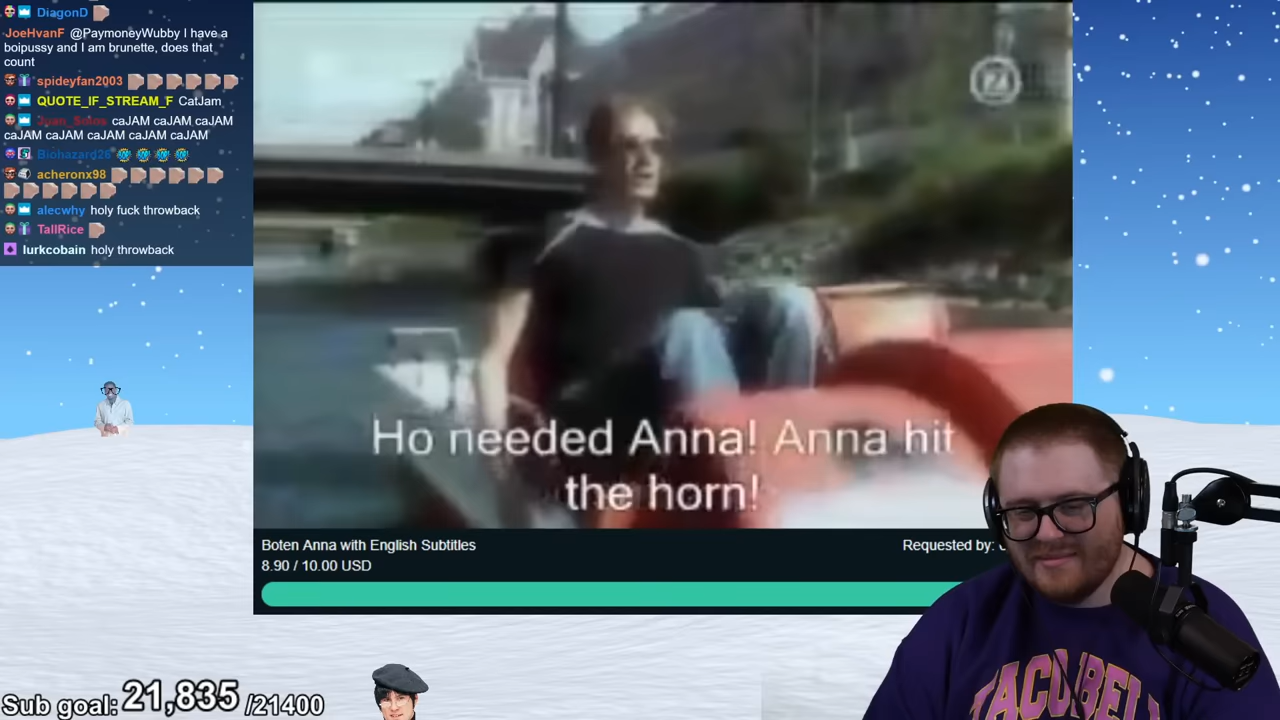 DiagonD
JoeHvanF @PaymoneyWubby I have a
boipussy and I am brunette, does that
count
spideyfan2003
QUOTE_IF_STREAM_F CatJam
caJAM caJAM caJAM
caJAM caJAM caJAM caJAM caJAM
Biohazard26
acheronx98
alecwhy holy fuck throwback
TallRice
lurkcobain holy throwback
Ho needed Anna! Anna hit
the horn!
Boten Anna with English Subtitles
Requested by:
8.90 / 10.00 USD
TACO BELL
Sub goal: 21,835 /21400